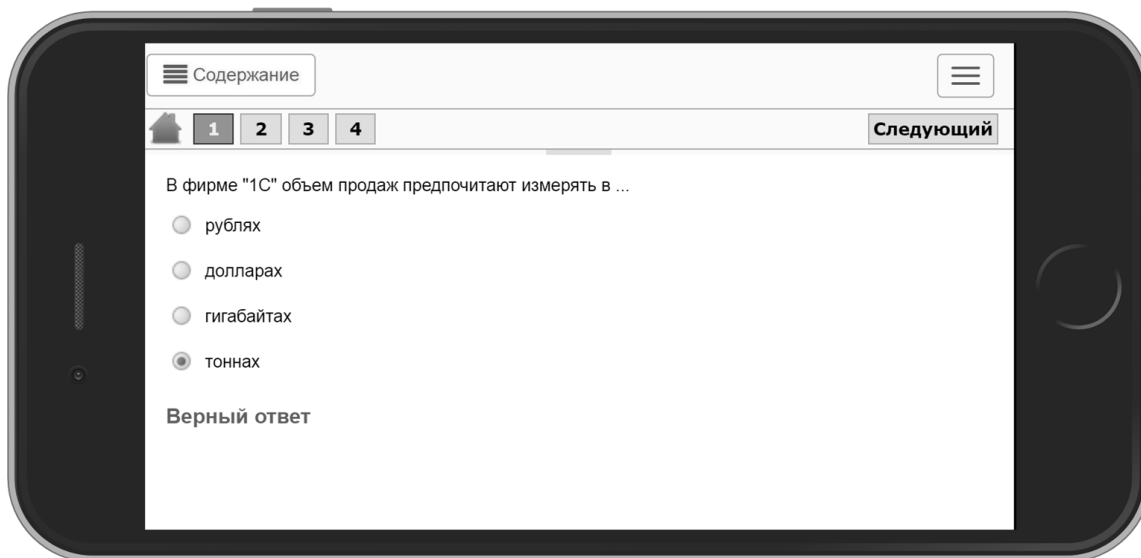 Содержание
1 2 3 4 Следующий
В фирме "1С" объем продаж предпочитают измерять в ...
рублях
долларах
гигабайтах
тоннах
Верный ответ